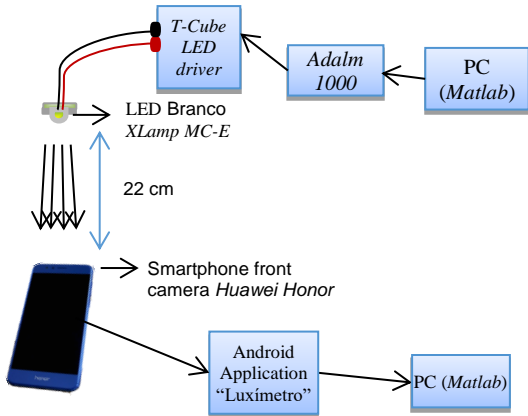 T-Cube
LED
driver
Adalm
1000
PC
(Matlab)
LED Branco
XLamp MC-E
22 cm
Smartphone front
camera Huawei Honor
honor
Android
Application
“Luxímetro”
PC (Matlab)